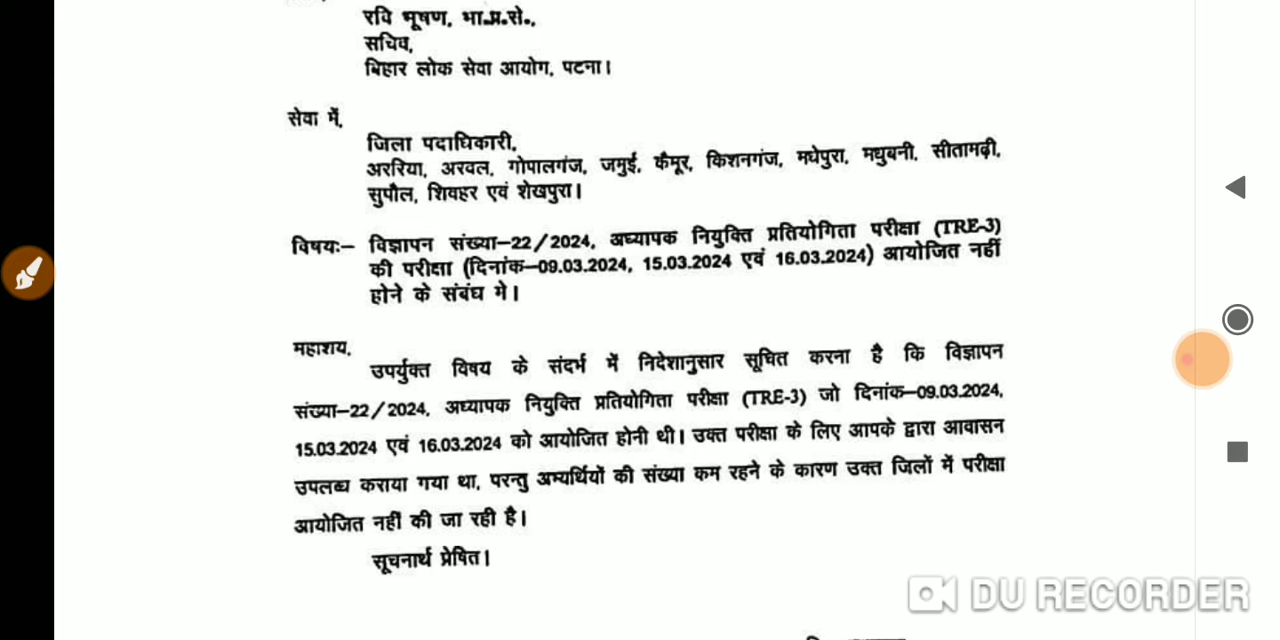 रवि भूषण, भा.प्र.से.,
सचिव,
बिहार लोक सेवा आयोग, पटना।
सेवा में,
जिला पदाधिकारी,
अररिया, अरवल, गोपालगंज, जमुई, कैमूर, किशनगंज, मधेपुरा, मधुबनी, सीतामढ़ी,
सुपौल, शिवहर एवं शेखपुरा।
विषयः– विज्ञापन संख्या–22/2024, अध्यापक नियुक्ति प्रतियोगिता परीक्षा (TRE-3)
की परीक्षा (दिनांक–09.03.2024, 15.03.2024 एवं 16.03.2024) आयोजित नहीं
होने के संबंध मे।
महाशय,
उपर्युक्त विषय के संदर्भ में निदेशानुसार सूचित करना है कि विज्ञापन
संख्या–22/2024, अध्यापक नियुक्ति प्रतियोगिता परीक्षा (TRE-3) जो दिनांक–09.03.2024,
15.03.2024 एवं 16.03.2024 को आयोजित होनी थी। उक्त परीक्षा के लिए आपके द्वारा आवासन
उपलब्ध कराया गया था, परन्तु अभ्यर्थियों की संख्या कम रहने के कारण उक्त जिलों में परीक्षा
आयोजित नहीं की जा रही है।
सूचनार्थ प्रेषित।
DU RECORDER